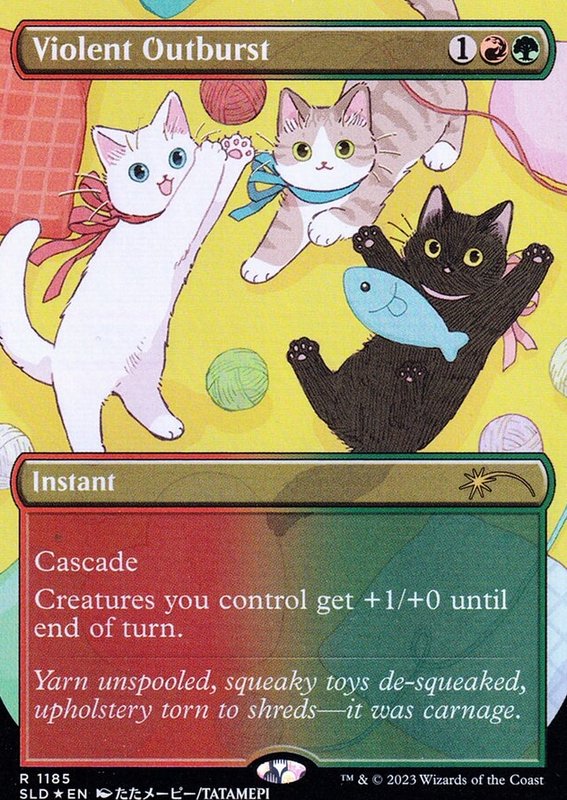 Violent Outburst 1
Instant
Cascade
Creatures you control get +1/+0 until
end of turn.
Yarn unspooled, squeaky toys de-squeaked,
upholstery torn to shreds—it was carnage.
R 1185
SLD★EN たたメーピー/TATAMEPI
™ & © 2023 Wizards of the Coast